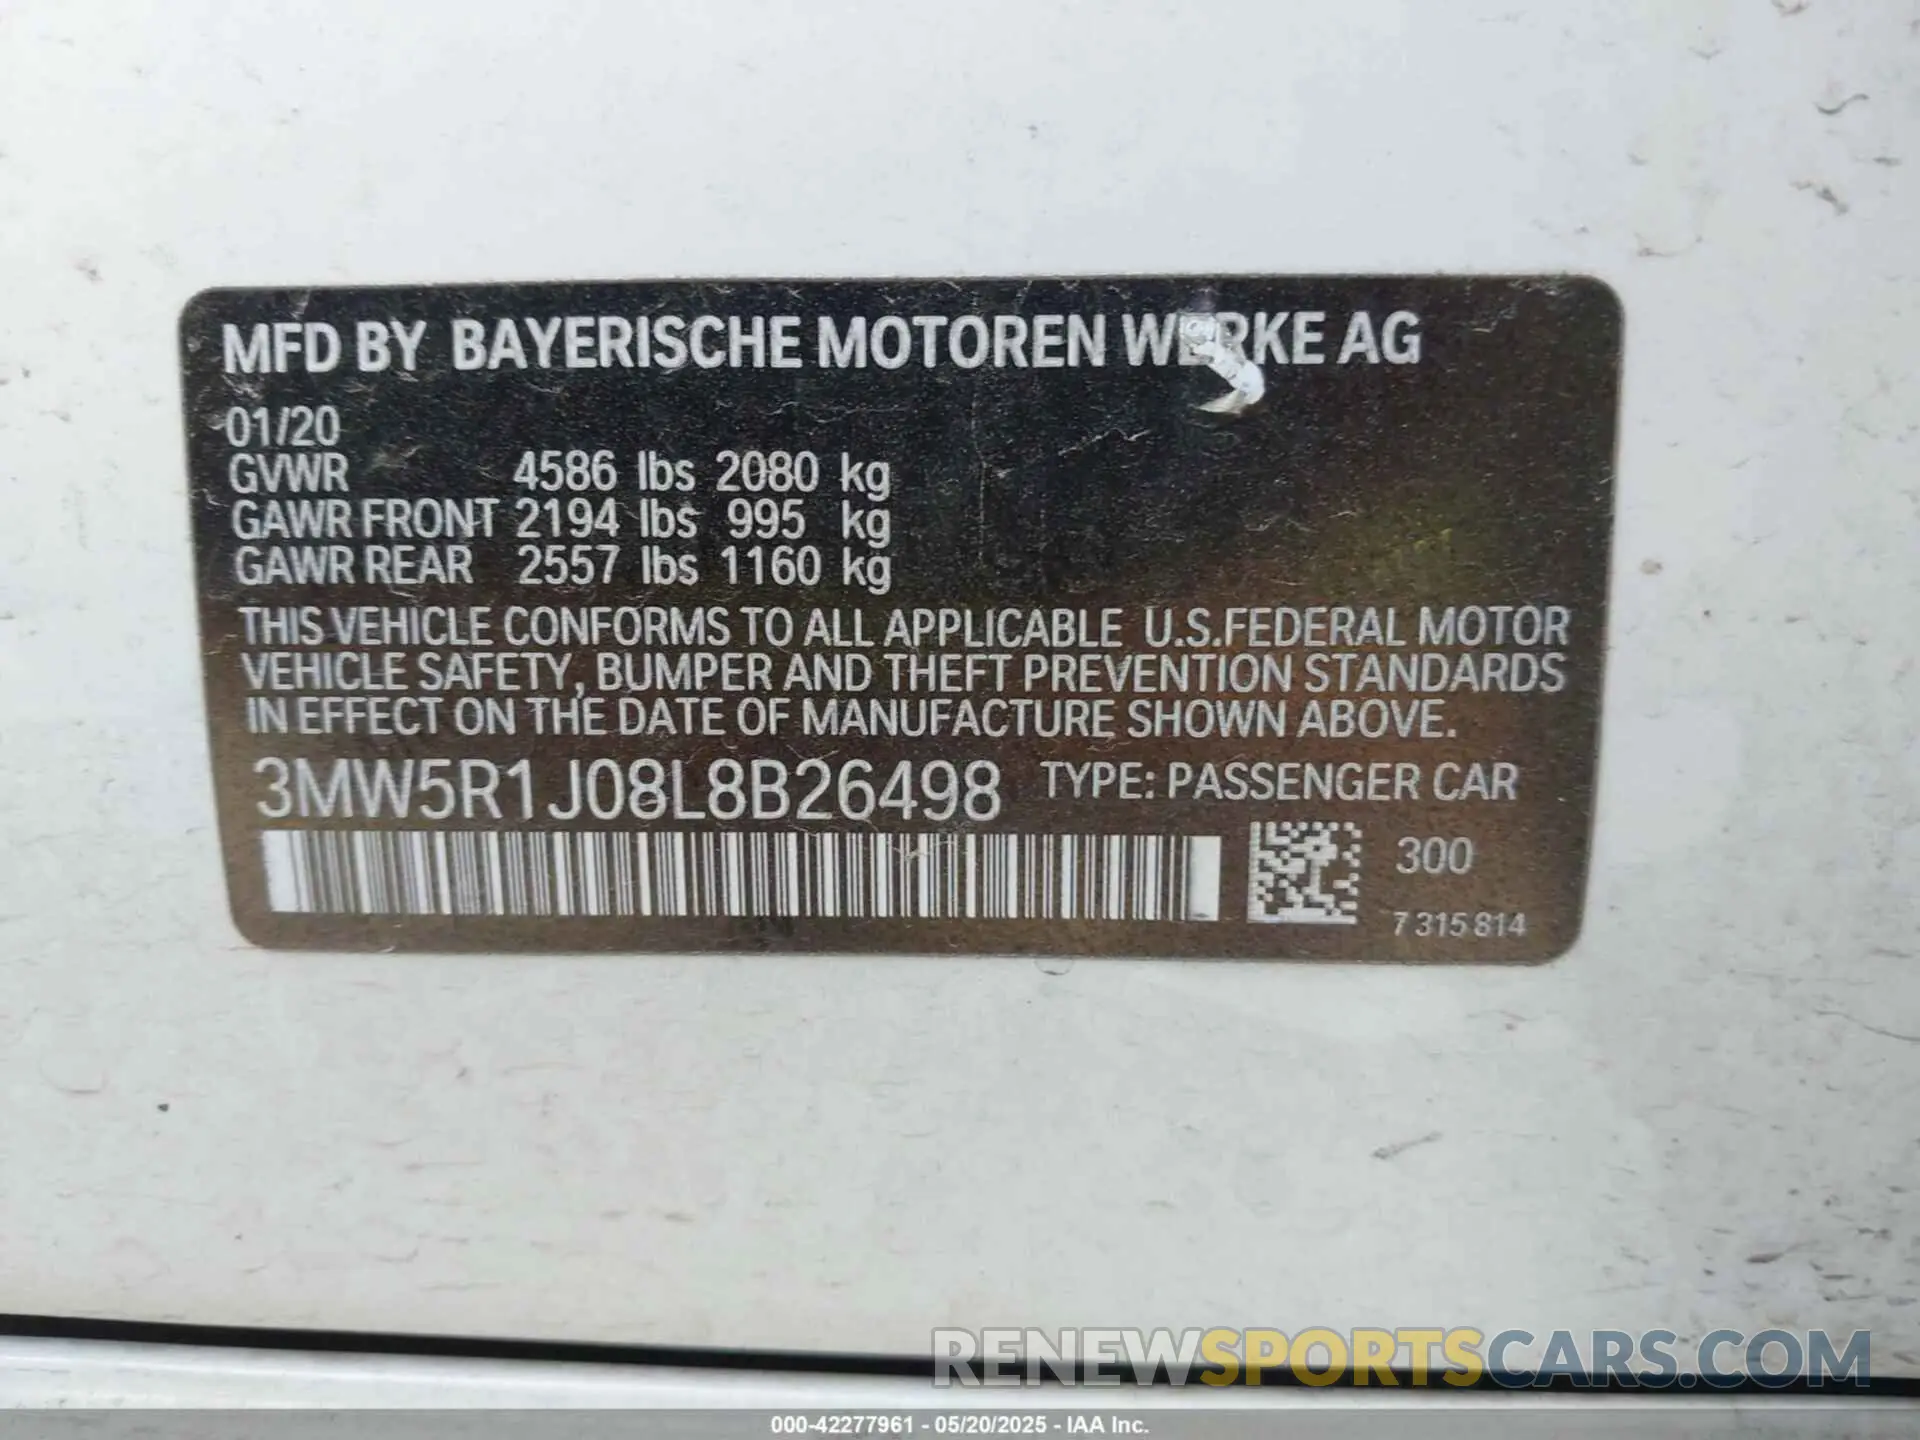 MFD BY BAYERISCHE MOTOREN WERKE AG
01/20
GVWR 4586 lbs 2080 kg
GAWR FRONT 2194 lbs 995 kg
GAWR REAR 2557 lbs 1160 kg
THIS VEHICLE CONFORMS TO ALL APPLICABLE U.S.FEDERAL MOTOR
VEHICLE SAFETY, BUMPER AND THEFT PREVENTION STANDARDS
IN EFFECT ON THE DATE OF MANUFACTURE SHOWN ABOVE.
3MW5R1J08L8B26498 TYPE: PASSENGER CAR
300
7 315 814
RENEWSPORTSCARS.COM
000-42277961 - 05/20/2025 - IAA Inc.